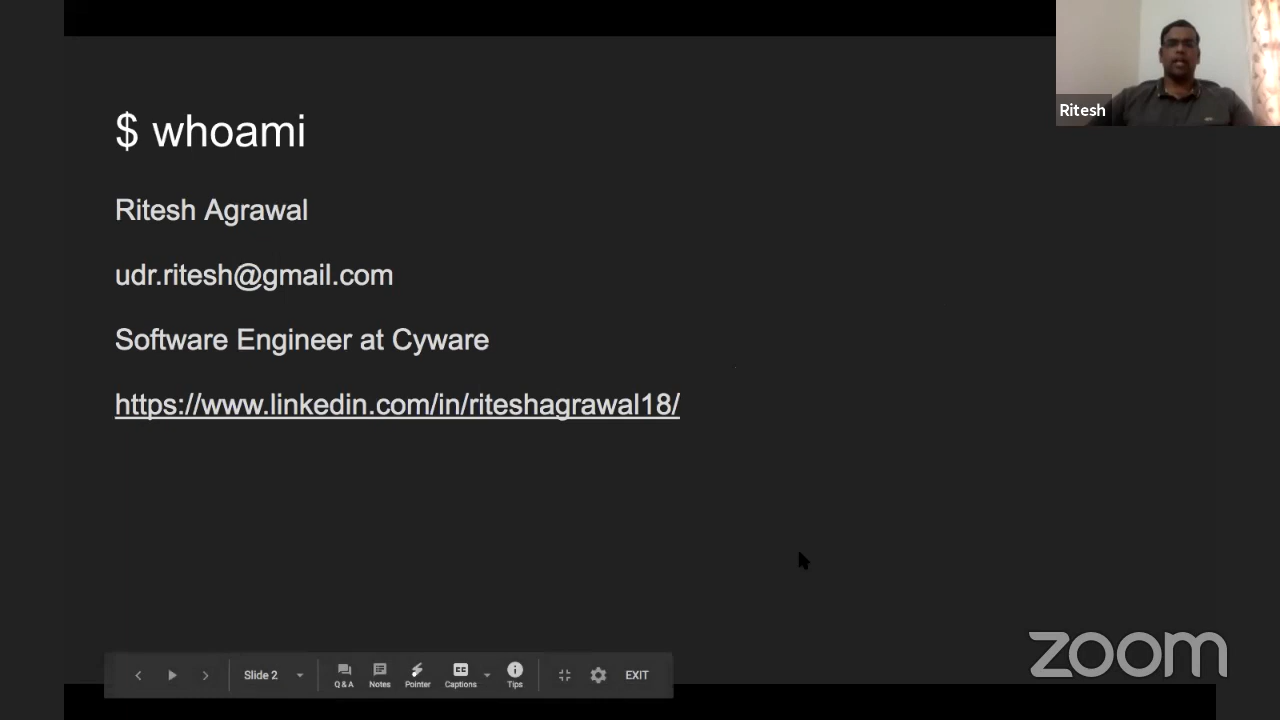 $ whoami
Ritesh
Ritesh Agrawal
udr.ritesh@gmail.com
Software Engineer at Cyware
https://www.linkedin.com/in/riteshagrawal18/
zoom
Slide 2
Q & A
Notes
Pointer
Captions
Tips
EXIT